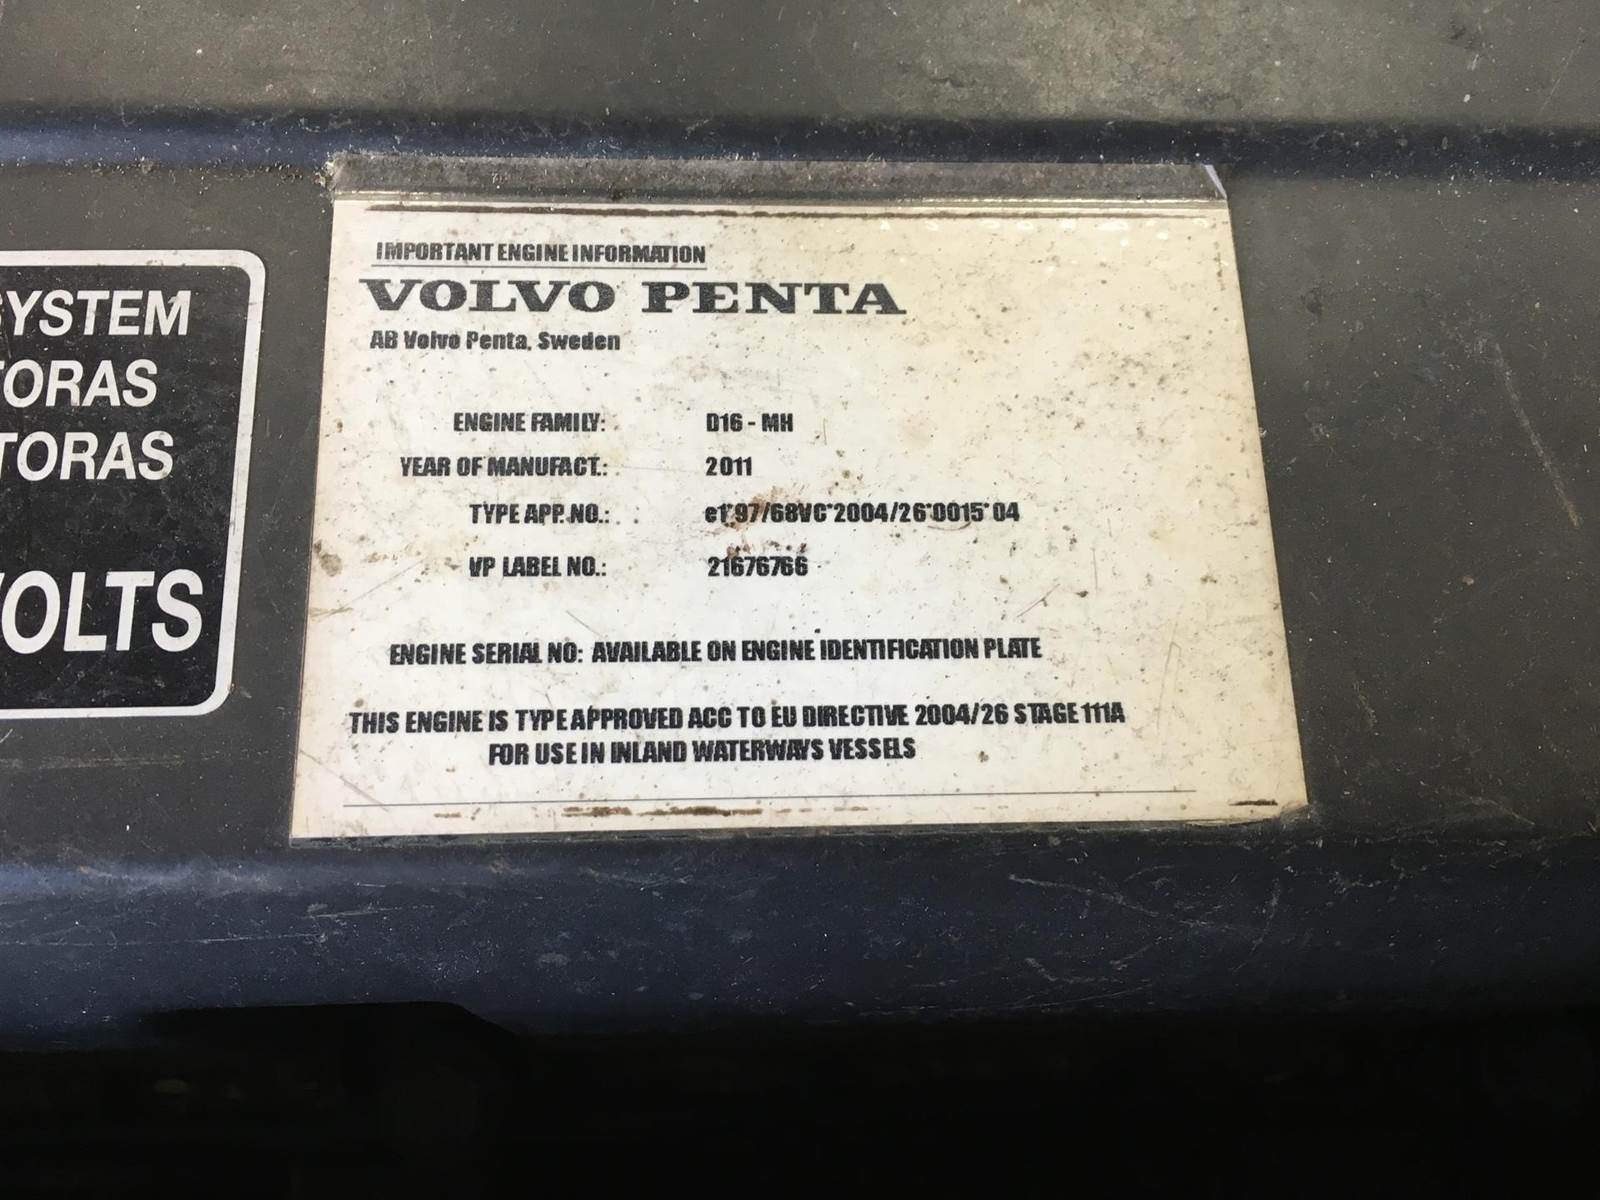 SYSTEM
TORAS
TORAS
VOLTS
IMPORTANT ENGINE INFORMATION
VOLVO PENTA
AB Volvo Penta, Sweden
ENGINE FAMILY: D16 - MH
YEAR OF MANUFACT.: 2011
TYPE APP. NO.: e1*97/68VC*2004/26*0015*04
VP LABEL NO.: 21676766
ENGINE SERIAL NO: AVAILABLE ON ENGINE IDENTIFICATION PLATE
THIS ENGINE IS TYPE APPROVED ACC TO EU DIRECTIVE 2004/26 STAGE 111A
FOR USE IN INLAND WATERWAYS VESSELS